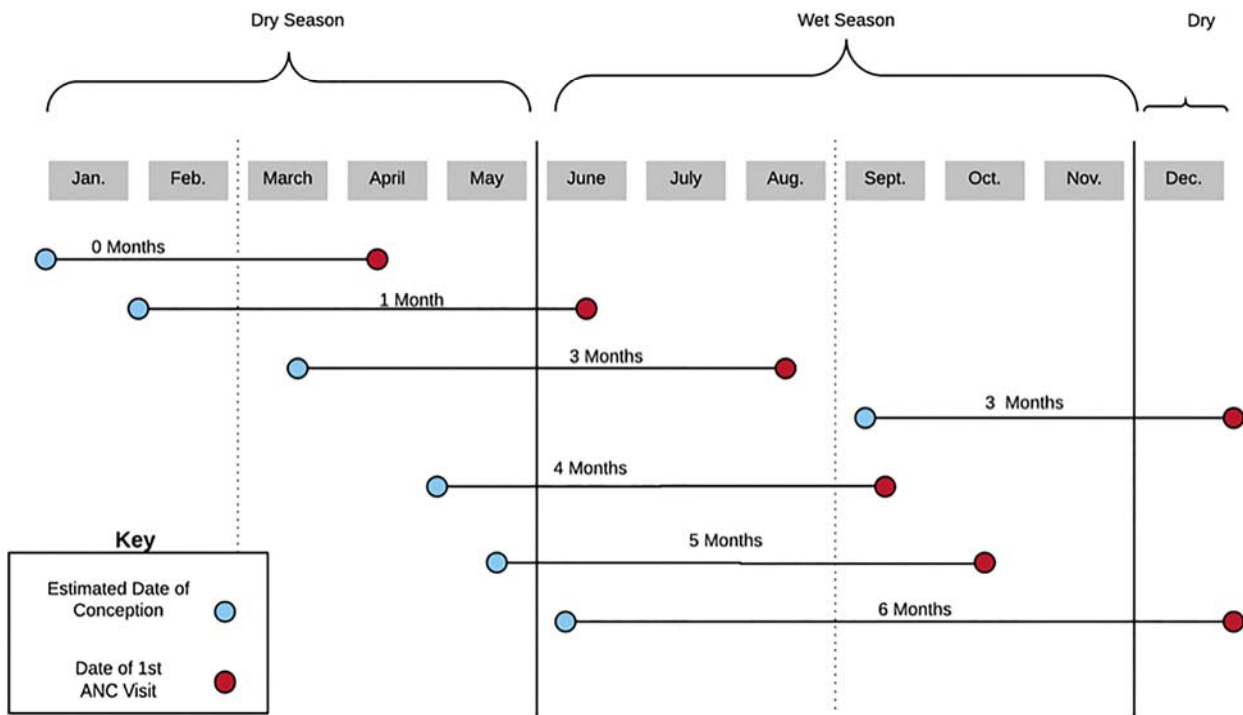 Dry Season
Wet Season
Dry
Jan.
Feb.
March
April
May
June
July
Aug.
Sept.
Oct.
Nov.
Dec.
0 Months
1 Month
3 Months
3 Months
4 Months
5 Months
6 Months
Key
Estimated Date of
Conception
Date of 1st
ANC Visit